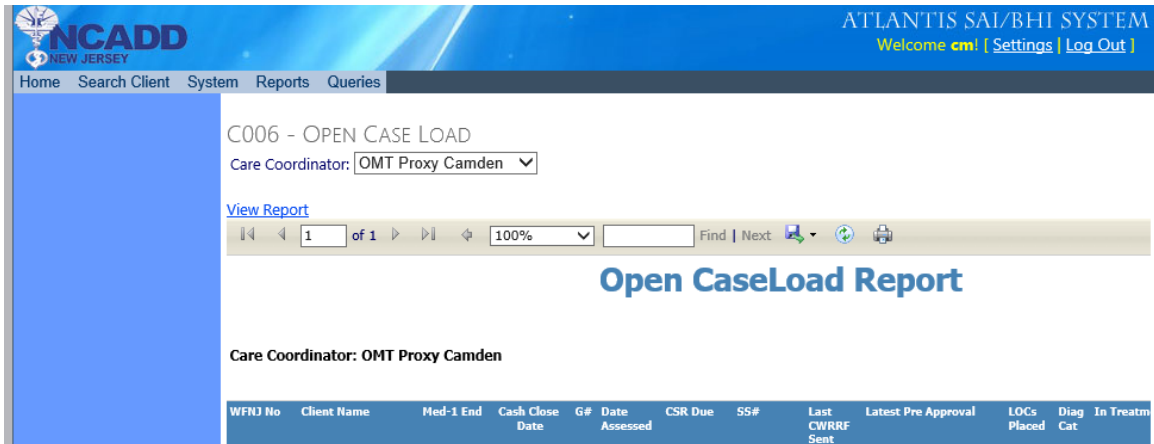 NCADD
NEW JERSEY
ATLANTIS SAI/BHI SYSTEM
Welcome cm! [ Settings | Log Out ]
Home Search Client System Reports Queries
C006 - OPEN CASE LOAD
Care Coordinator: OMT Proxy Camden
View Report
1 of 1 100% Find | Next
Open CaseLoad Report
Care Coordinator: OMT Proxy Camden
WFNJ No Client Name Med-1 End Cash Close Date G# Date Assessed CSR Due SS# Last CWRRF Sent Latest Pre Approval LOCs Placed Diag Cat In Treatm